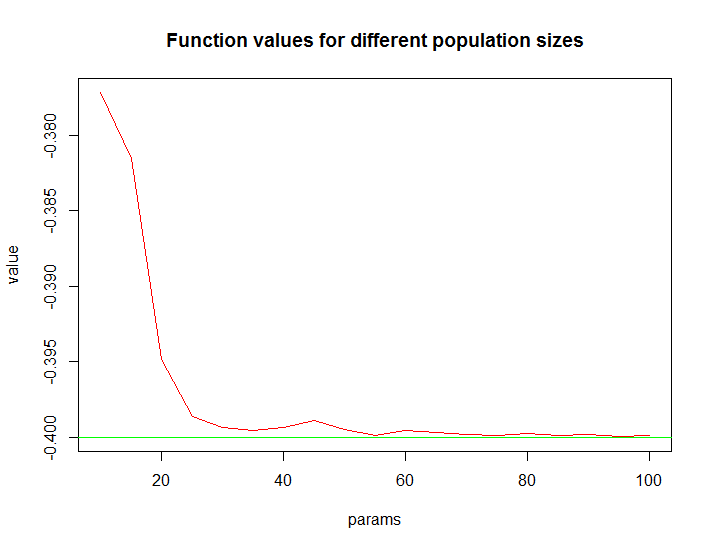 Function values for different population sizes
-0.380
-0.385
-0.390
-0.395
-0.400
value
20 40 60 80 100
params